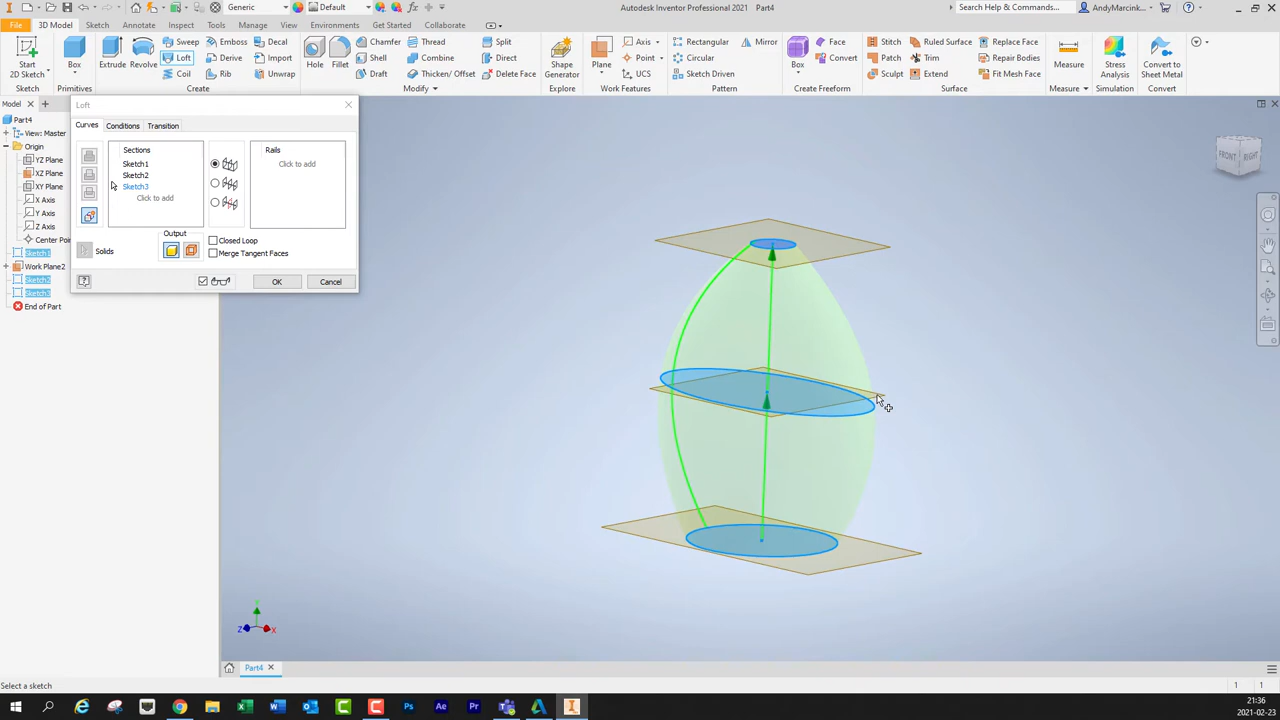 Generic
Default
Autodesk Inventor Professional 2021   Part4
Search Help & Commands...
AndyMarcink...
File
3D Model
Sketch
Annotate
Inspect
Tools
Manage
View
Environments
Get Started
Collaborate
Start
2D Sketch
Box
Extrude
Revolve
Sweep
Loft
Coil
Emboss
Derive
Rib
Decal
Import
Unwrap
Hole
Fillet
Chamfer
Shell
Draft
Thread
Combine
Thicken/ Offset
Split
Direct
Delete Face
Shape
Generator
Plane
Axis
Point
UCS
Rectangular
Circular
Sketch Driven
Mirror
Box
Face
Convert
Stitch
Patch
Sculpt
Ruled Surface
Trim
Extend
Replace Face
Repair Bodies
Fit Mesh Face
Measure
Stress
Analysis
Convert to
Sheet Metal
Sketch
Primitives
Create
Modify
Explore
Work Features
Pattern
Create Freeform
Surface
Measure
Simulation
Convert
Model
Part4
View: Master
Origin
YZ Plane
XZ Plane
XY Plane
X Axis
Y Axis
Z Axis
Center Poi
Sketch1
Work Plane2
End of Part
Loft
Curves
Conditions
Transition
Sections
Sketch1
Sketch2
Sketch3
Click to add
Rails
Click to add
Solids
Output
Closed Loop
Merge Tangent Faces
OK
Cancel
Z
X
Part4
Select a sketch
1
1
X
W
Ps
Ae
Pr
21:36
2021-02-23